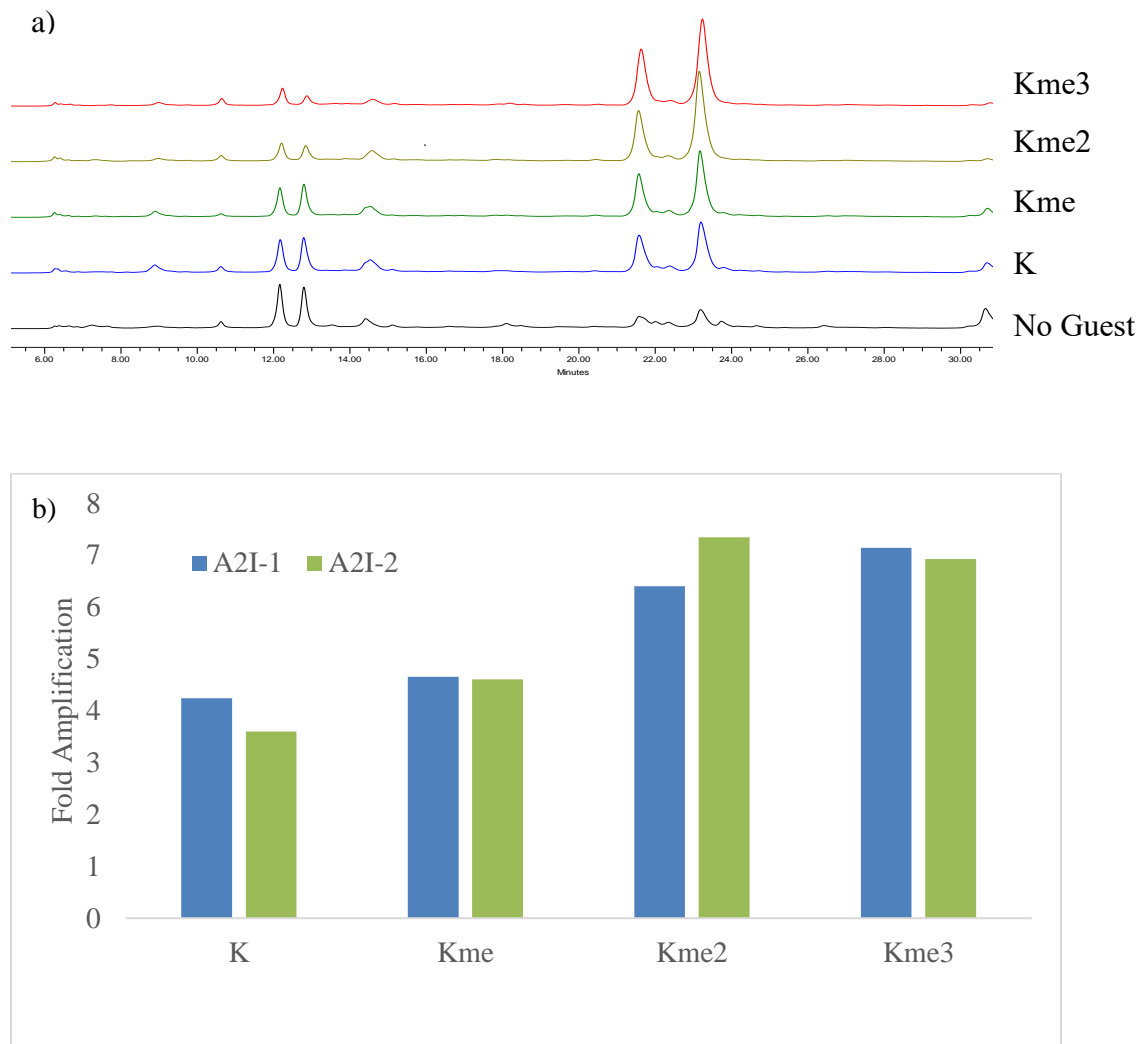 a)
Kme3
Kme2
Kme
K
No Guest
6.00 8.00 10.00 12.00 14.00 16.00 18.00 20.00 22.00 24.00 26.00 28.00 30.00
Minutes
b)
8
7
6
5
4
3
2
1
0
Fold Amplification
A2I-1 A2I-2
K Kme Kme2 Kme3